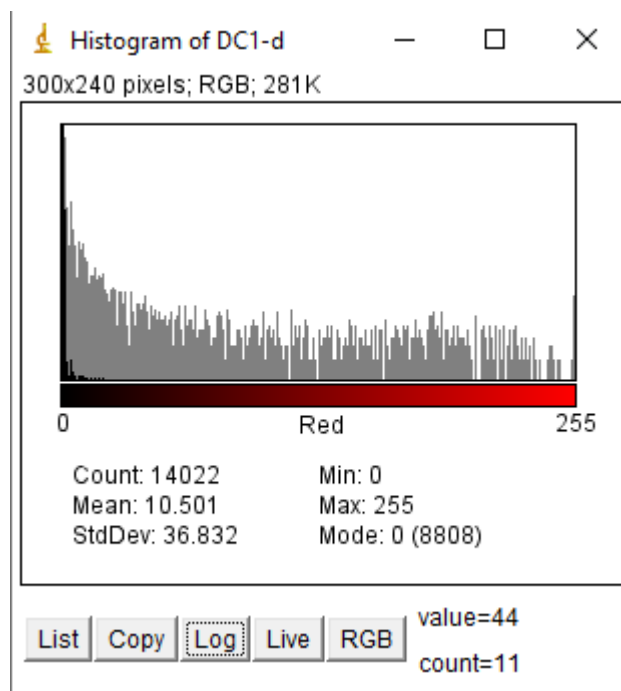 Histogram of DC1-d
300x240 pixels; RGB; 281K
0 Red 255
Count: 14022 Min: 0
Mean: 10.501 Max: 255
StdDev: 36.832 Mode: 0 (8808)
List Copy Log Live RGB value=44
count=11